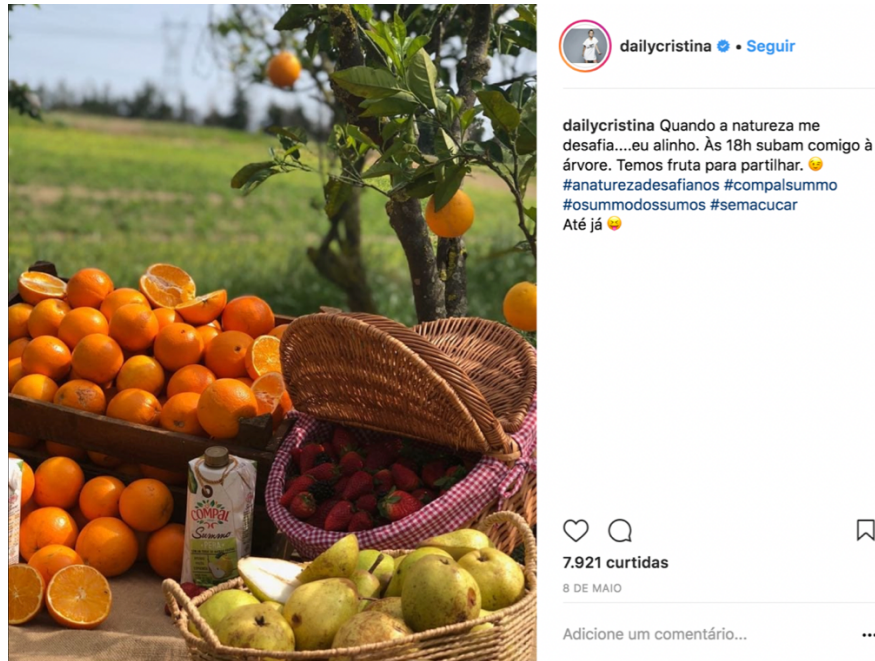 dailycristina • Seguir
dailycristina Quando a natureza me
desafia....eu alinho. Às 18h subam comigo à
árvore. Temos fruta para partilhar. 😉
#anaturezadesafianos #compalsummo
#osummodossumos #semacucar
Até já 😝
COMPAL
Summo
7.921 curtidas
8 DE MAIO
Adicione um comentário...